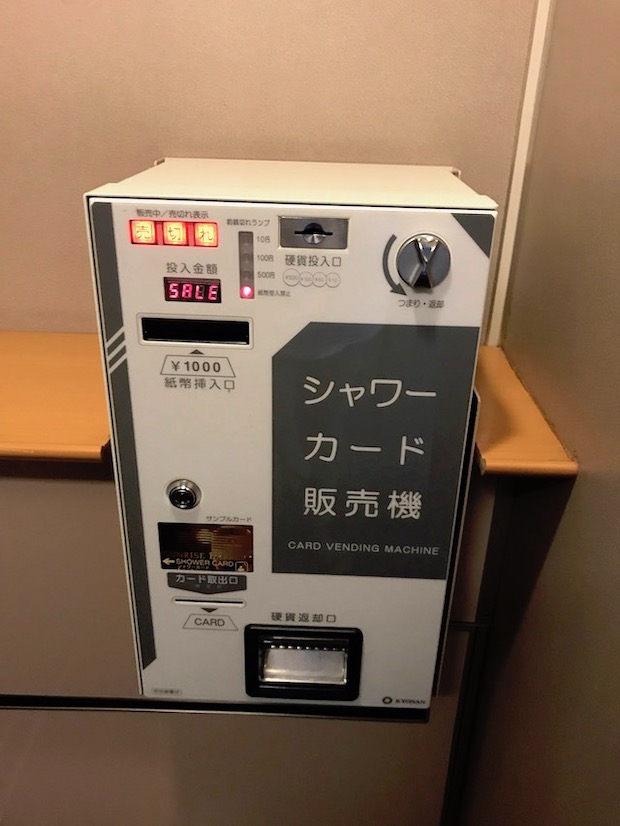 販売中／売切れ表示
売切れ
釣銭切れランプ
10円
100円
500円
紙幣挿入禁止
投入金額
SALE
硬貨投入口
つまり・返却
¥1000
紙幣挿入口
シャワー
カード
販売機
CARD VENDING MACHINE
サンプルカード
SHOWER CARD
カード取出口
CARD
硬貨返却口
KYOSAN